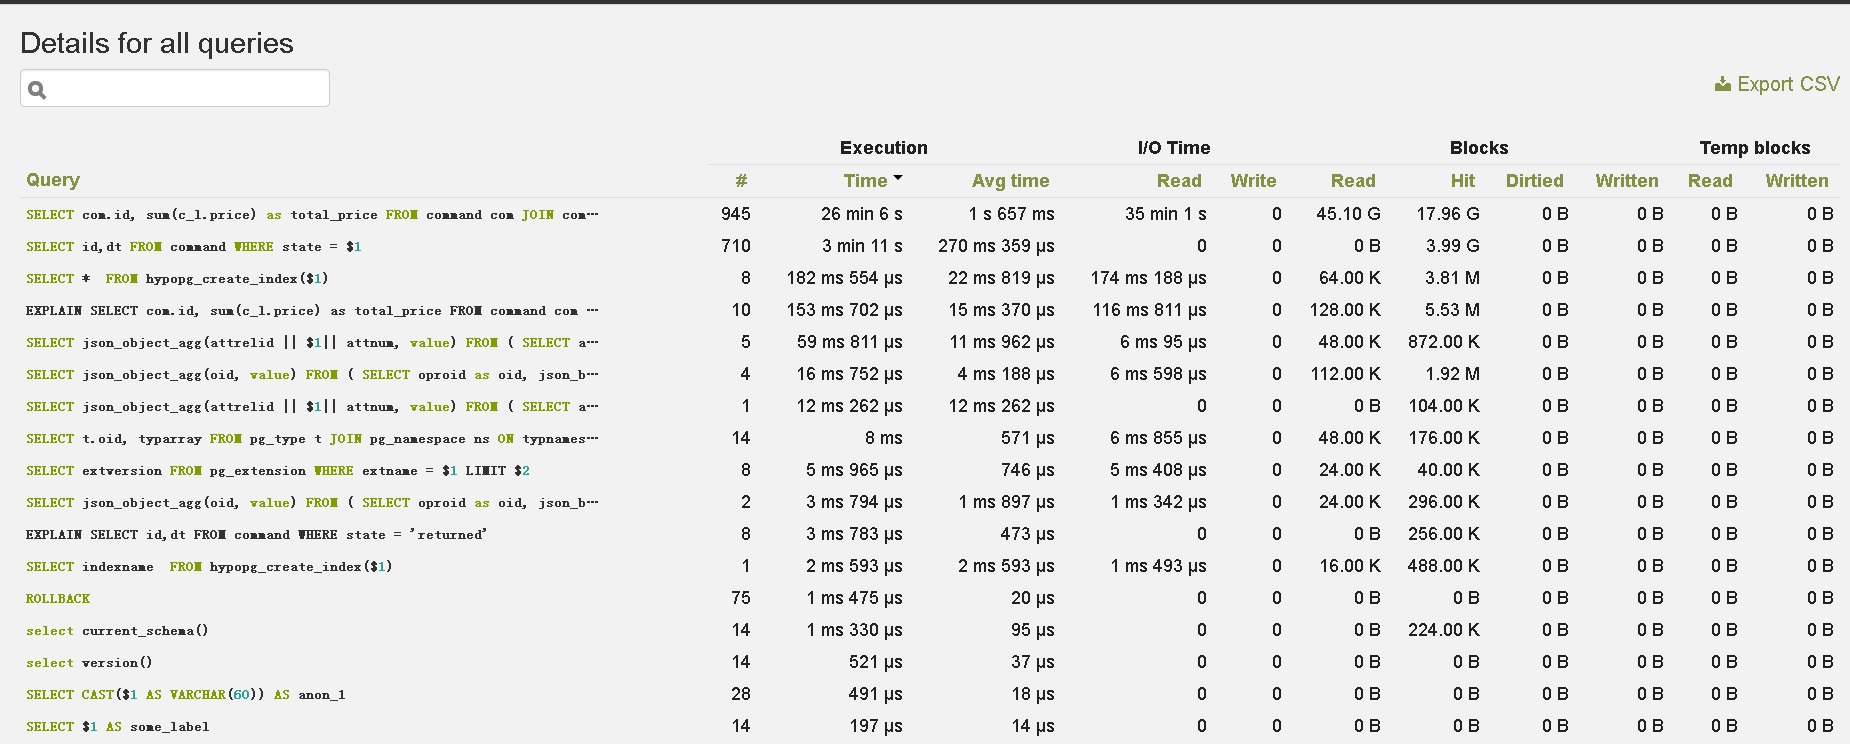 Details for all queries
Export CSV
Execution I/O Time Blocks Temp blocks
Query # Time Avg time Read Write Read Hit Dirtied Written Read Written
SELECT com.id, sum(c_l.price) as total_price FROM command com JOIN com⋯ 945 26 min 6 s 1 s 657 ms 35 min 1 s 0 45.10 G 17.96 G 0 B 0 B 0 B 0 B
SELECT id,dt FROM command WHERE state = $1 710 3 min 11 s 270 ms 359 µs 0 0 0 B 3.99 G 0 B 0 B 0 B 0 B
SELECT * FROM hypopg_create_index($1) 8 182 ms 554 µs 22 ms 819 µs 174 ms 188 µs 0 64.00 K 3.81 M 0 B 0 B 0 B 0 B
EXPLAIN SELECT com.id, sum(c_l.price) as total_price FROM command com ⋯ 10 153 ms 702 µs 15 ms 370 µs 116 ms 811 µs 0 128.00 K 5.53 M 0 B 0 B 0 B 0 B
SELECT json_object_agg(attrelid || $1|| attnum, value) FROM ( SELECT a⋯ 5 59 ms 811 µs 11 ms 962 µs 6 ms 95 µs 0 48.00 K 872.00 K 0 B 0 B 0 B 0 B
SELECT json_object_agg(oid, value) FROM ( SELECT oproid as oid, json_b⋯ 4 16 ms 752 µs 4 ms 188 µs 6 ms 598 µs 0 112.00 K 1.92 M 0 B 0 B 0 B 0 B
SELECT json_object_agg(attrelid || $1|| attnum, value) FROM ( SELECT a⋯ 1 12 ms 262 µs 12 ms 262 µs 0 0 0 B 104.00 K 0 B 0 B 0 B 0 B
SELECT t.oid, typarray FROM pg_type t JOIN pg_namespace ns ON typnames⋯ 14 8 ms 571 µs 6 ms 855 µs 0 48.00 K 176.00 K 0 B 0 B 0 B 0 B
SELECT extversion FROM pg_extension WHERE extname = $1 LIMIT $2 8 5 ms 965 µs 746 µs 5 ms 408 µs 0 24.00 K 40.00 K 0 B 0 B 0 B 0 B
SELECT json_object_agg(oid, value) FROM ( SELECT oproid as oid, json_b⋯ 2 3 ms 794 µs 1 ms 897 µs 1 ms 342 µs 0 24.00 K 296.00 K 0 B 0 B 0 B 0 B
EXPLAIN SELECT id,dt FROM command WHERE state = 'returned' 8 3 ms 783 µs 473 µs 0 0 0 B 256.00 K 0 B 0 B 0 B 0 B
SELECT indexname FROM hypopg_create_index($1) 1 2 ms 593 µs 2 ms 593 µs 1 ms 493 µs 0 16.00 K 488.00 K 0 B 0 B 0 B 0 B
ROLLBACK 75 1 ms 475 µs 20 µs 0 0 0 B 0 B 0 B 0 B 0 B 0 B
select current_schema() 14 1 ms 330 µs 95 µs 0 0 0 B 224.00 K 0 B 0 B 0 B 0 B
select version() 14 521 µs 37 µs 0 0 0 B 0 B 0 B 0 B 0 B 0 B
SELECT CAST($1 AS VARCHAR(60)) AS anon_1 28 491 µs 18 µs 0 0 0 B 0 B 0 B 0 B 0 B 0 B
SELECT $1 AS some_label 14 197 µs 14 µs 0 0 0 B 0 B 0 B 0 B 0 B 0 B